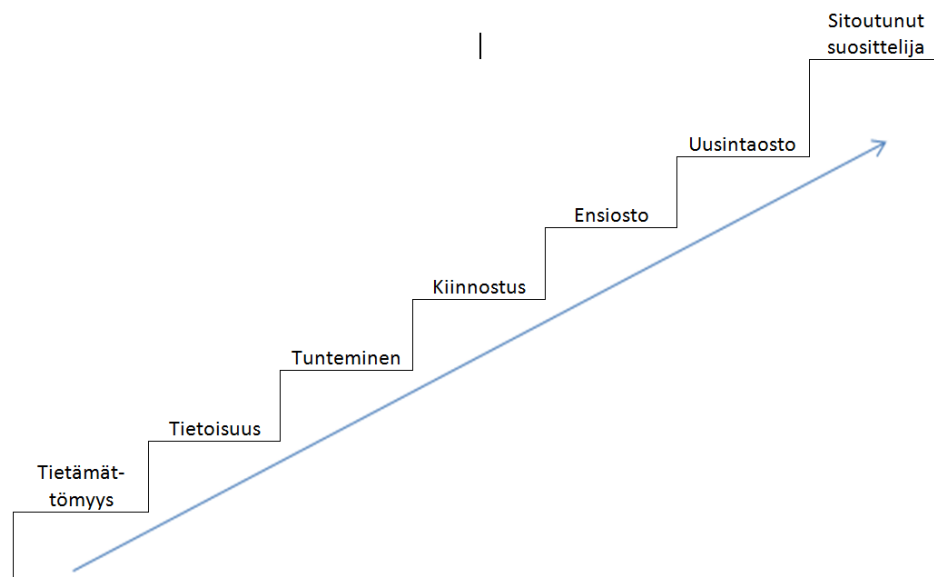 Sitoutunut
suosittelija
Uusintaosto
Ensiosto
Kiinnostus
Tunteminen
Tietoisuus
Tietämät-
tömyys